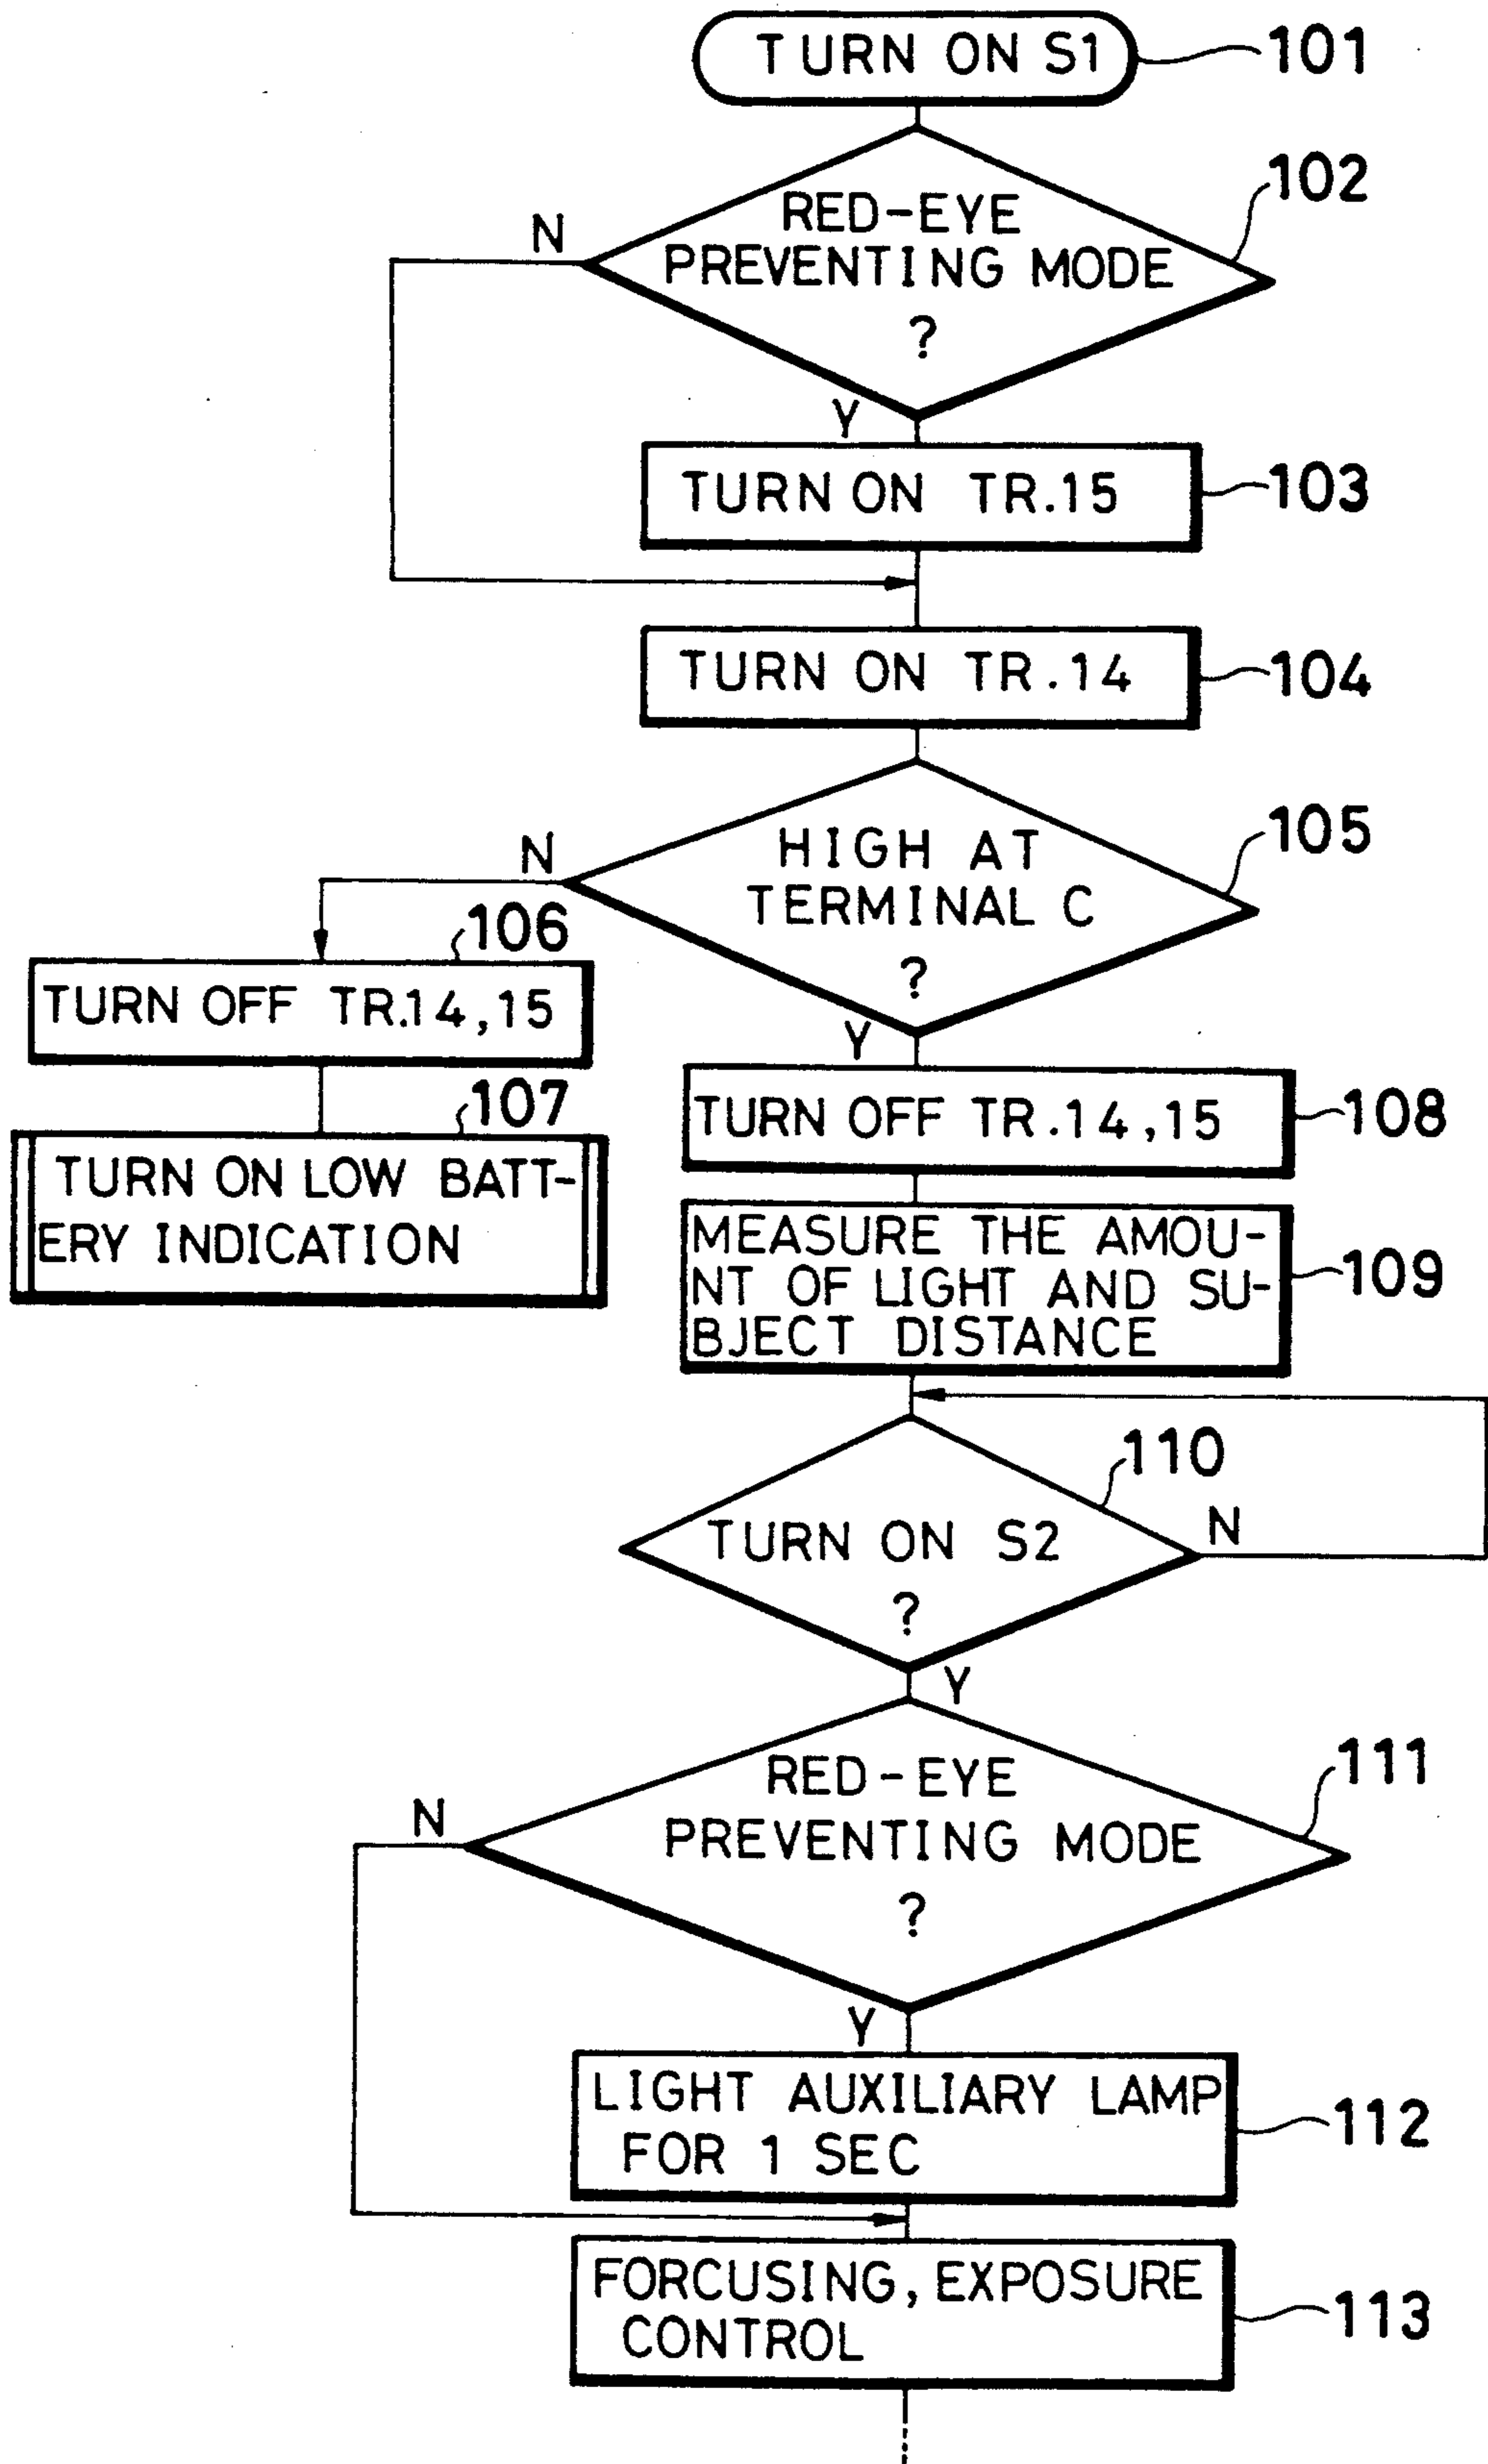 TURN ON S1
101
102
RED-EYE
PREVENTING MODE
?
N
Y
TURN ON TR.15
103
TURN ON TR.14
104
105
HIGH AT
TERMINAL C
?
N
Y
106
TURN OFF TR.14,15
107
TURN ON LOW BATT-
ERY INDICATION
TURN OFF TR.14,15
108
MEASURE THE AMOU-
NT OF LIGHT AND SU-
BJECT DISTANCE
109
110
TURN ON S2
?
N
Y
111
RED-EYE
PREVENTING MODE
?
N
Y
LIGHT AUXILIARY LAMP
FOR 1 SEC
112
FORCUSING, EXPOSURE
CONTROL
113